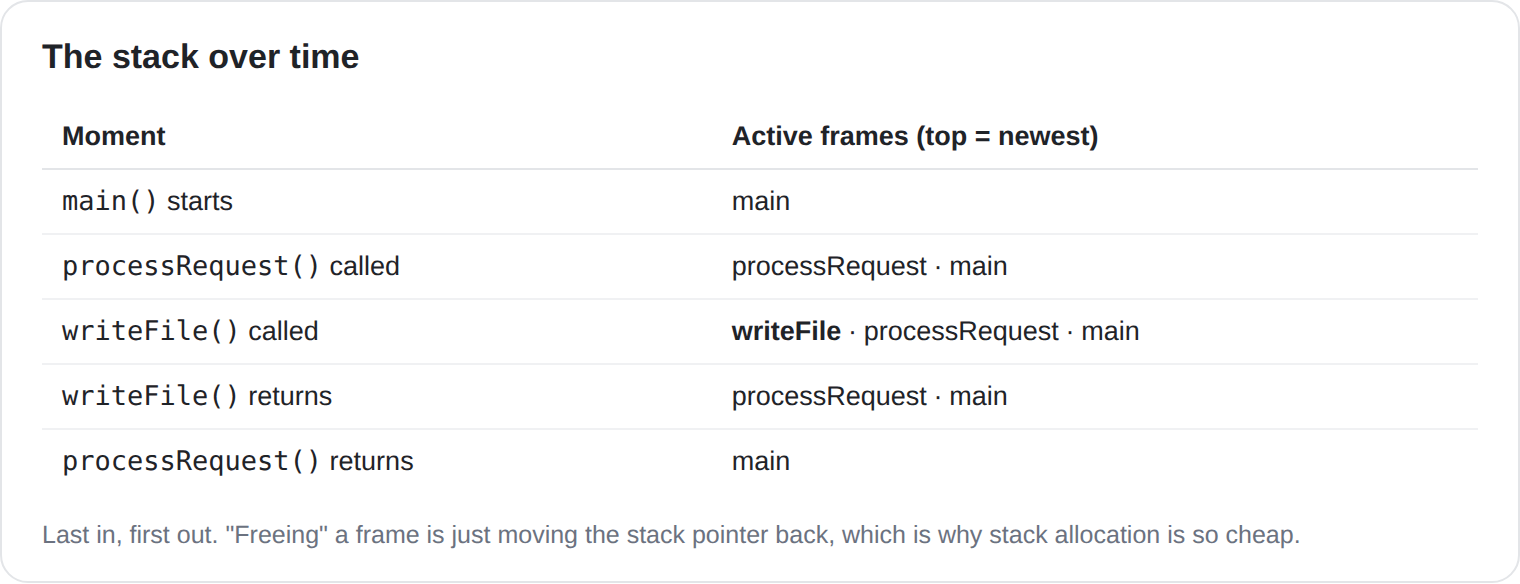 The stack over time
Moment Active frames (top = newest)
main() starts main
processRequest() called processRequest · main
writeFile() called writeFile · processRequest · main
writeFile() returns processRequest · main
processRequest() returns main
Last in, first out. "Freeing" a frame is just moving the stack pointer back, which is why stack allocation is so cheap.